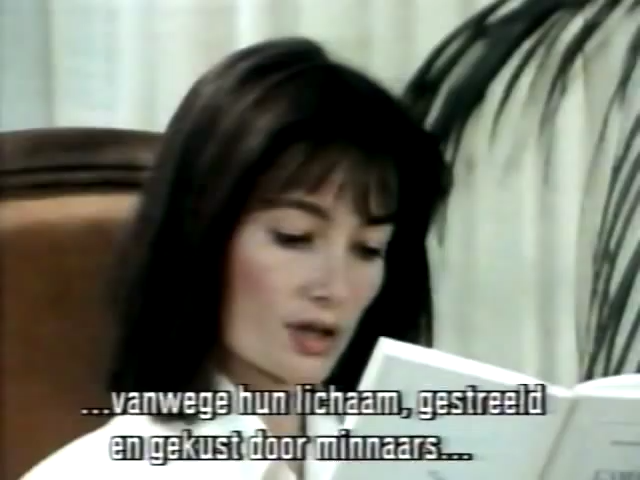 ...vanwege hun lichaam, gestreeld
en gekust door minnaars...